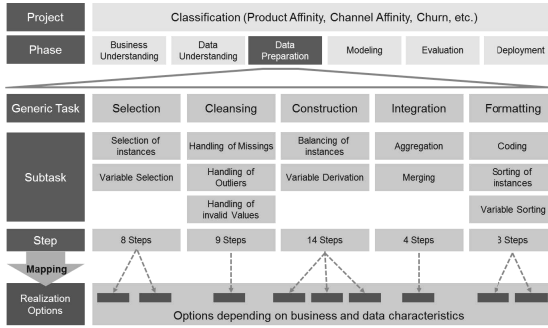 Project
Classification (Product Affinity, Channel Affinity, Churn, etc.)
Phase
Business
Understanding
Data
Understanding
Data
Preparation
Modeling
Evaluation
Deployment
Generic Task
Selection
Cleansing
Construction
Integration
Formatting
Subtask
Selection of
instances
Handling of Missings
Balancing of
instances
Aggregation
Coding
Variable Selection
Handling of
Outliers
Variable Derivation
Merging
Sorting of
instances
Handling of
invalid Values
Variable Sorting
Step
8 Steps
9 Steps
14 Steps
4 Steps
3 Steps
Mapping
Realization
Options
Options depending on business and data characteristics